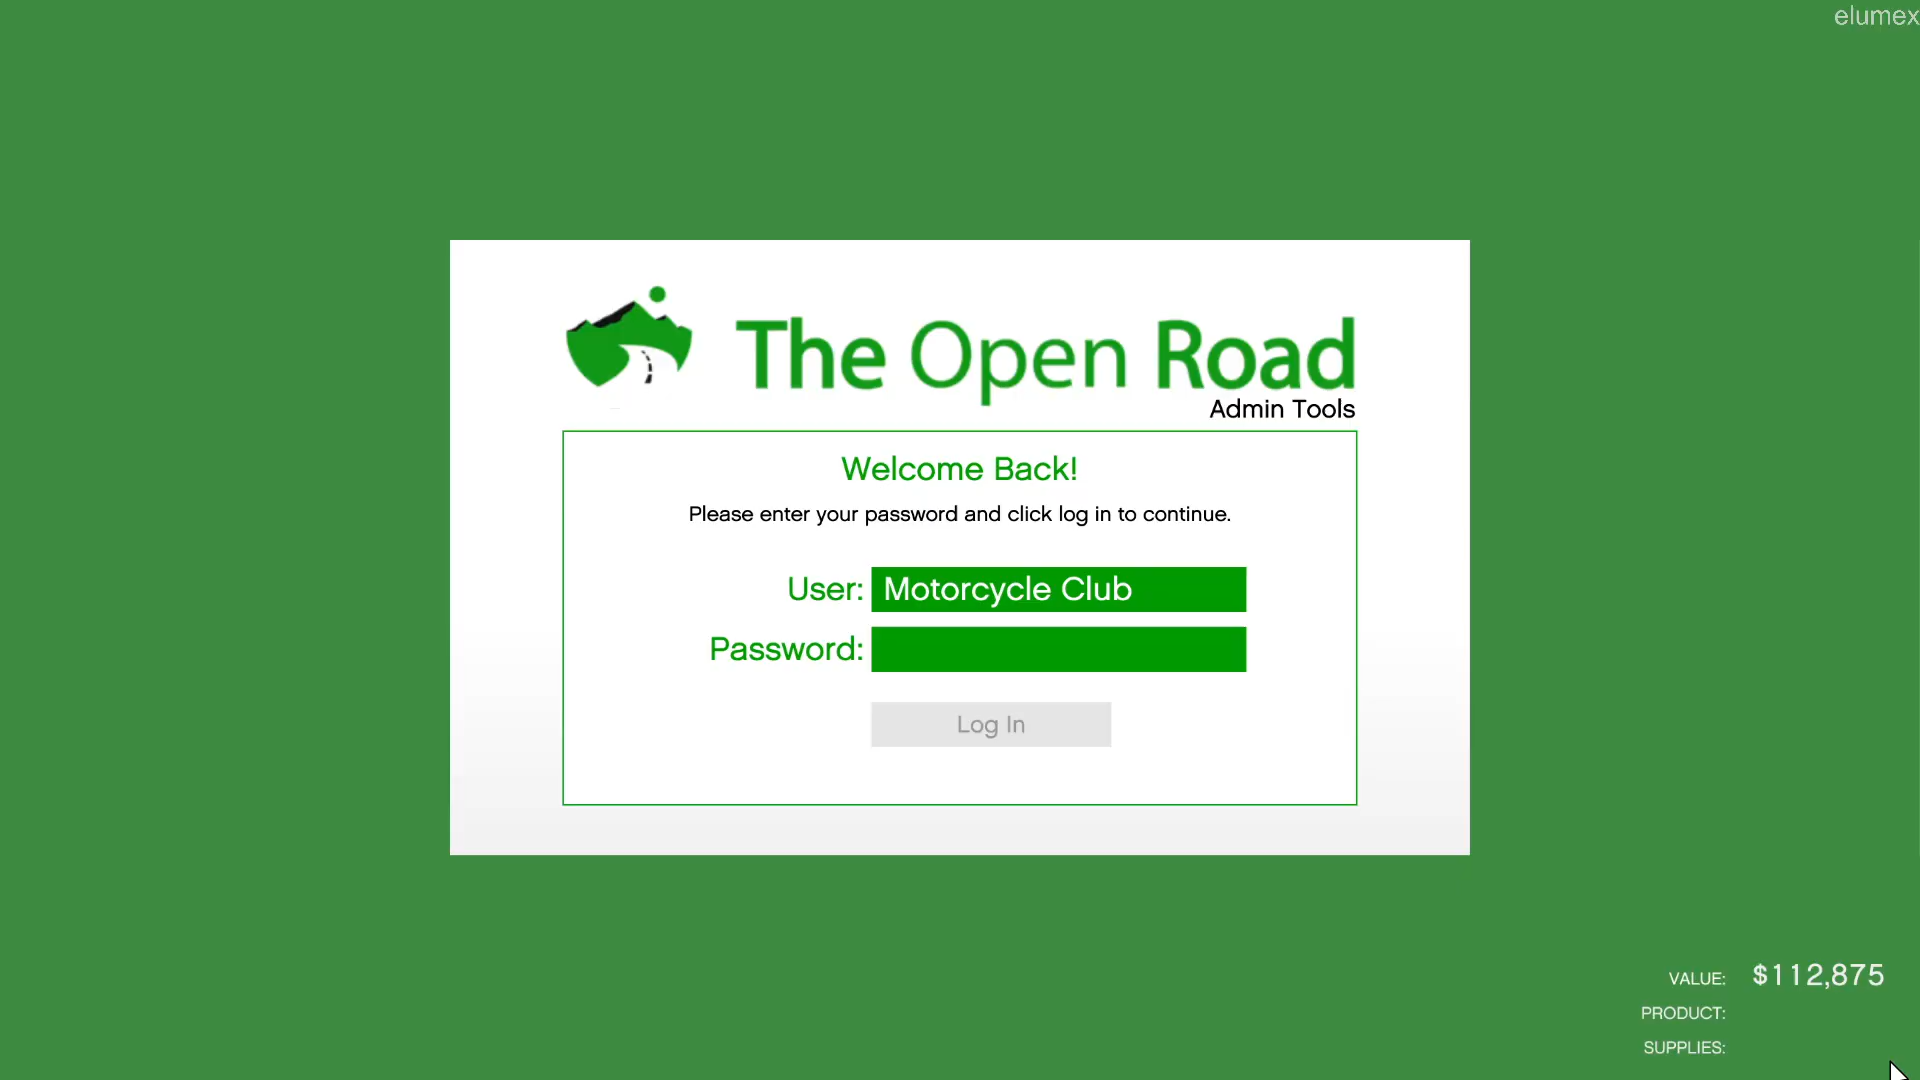 elumex
The Open Road
Admin Tools
Welcome Back!
Please enter your password and click log in to continue.
User: Motorcycle Club
Password:
Log In
VALUE: $112,875
PRODUCT:
SUPPLIES: